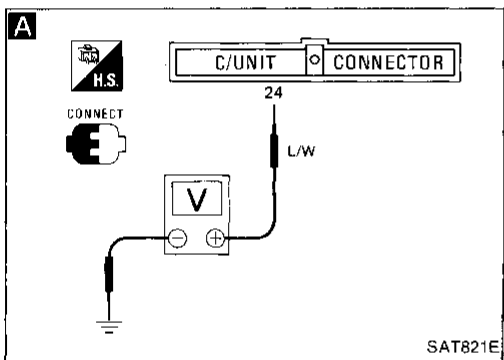 A
H.S.
C/UNIT CONNECTOR
24
CONNECT
L/W
V
− +
SAT821E